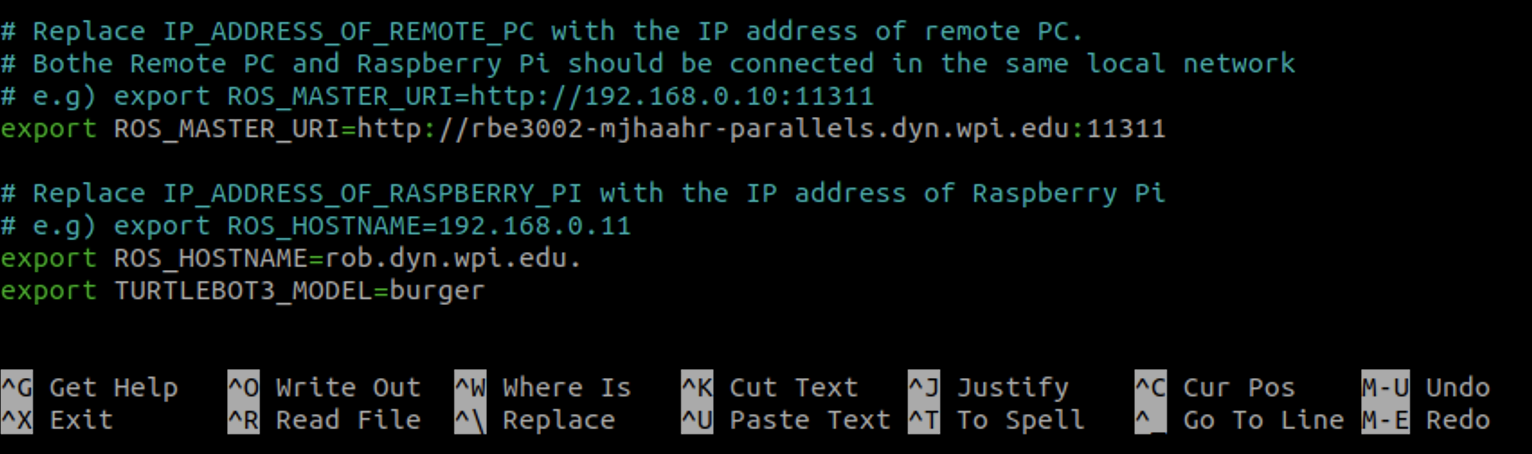 # Replace IP_ADDRESS_OF_REMOTE_PC with the IP address of remote PC.
# Bothe Remote PC and Raspberry Pi should be connected in the same local network
# e.g) export ROS_MASTER_URI=http://192.168.0.10:11311
export ROS_MASTER_URI=http://rbe3002-mjhaahr-parallels.dyn.wpi.edu:11311
# Replace IP_ADDRESS_OF_RASPBERRY_PI with the IP address of Raspberry Pi
# e.g) export ROS_HOSTNAME=192.168.0.11
export ROS_HOSTNAME=rob.dyn.wpi.edu.
export TURTLEBOT3_MODEL=burger
^G Get Help ^O Write Out ^W Where Is ^K Cut Text ^J Justify ^C Cur Pos M-U Undo
^X Exit ^R Read File ^\ Replace ^U Paste Text ^T To Spell ^_ Go To Line M-E Redo